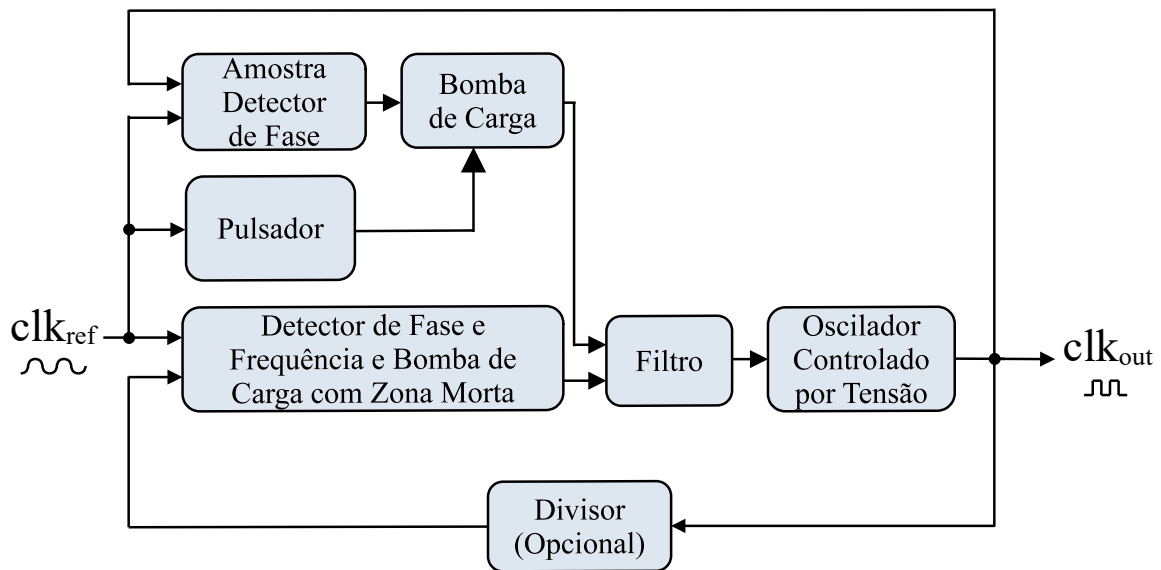 Amostra
Detector
de Fase
Bomba
de Carga
Pulsador
clkref
Detector de Fase e
Frequência e Bomba de
Carga com Zona Morta
Filtro
Oscilador
Controlado
por Tensão
clkout
Divisor
(Opcional)